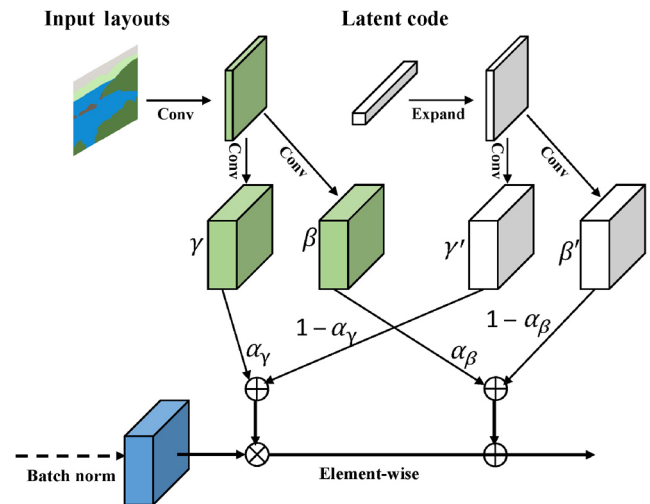 Input layouts
Latent code
Conv
Expand
Conv
Conv
Conv
Conv
γ
β
γ′
β′
1 − αγ
1 − αβ
αγ
αβ
Batch norm
Element-wise